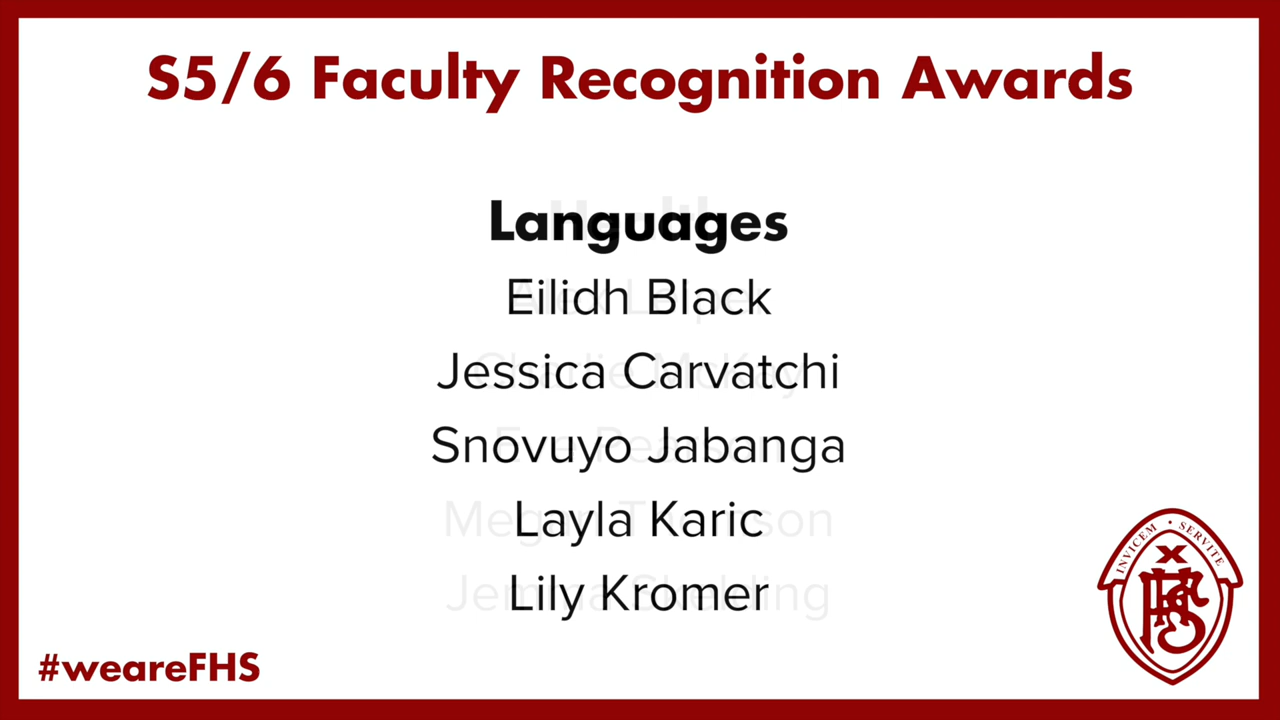 S5/6 Faculty Recognition Awards
Languages
Eilidh Black
Jessica Carvatchi
Snovuyo Jabanga
Layla Karic
Lily Kromer
#weareFHS
INVICEM • SERVITE